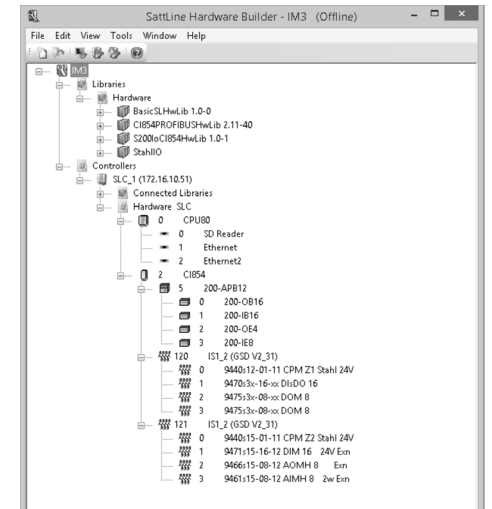 SattLine Hardware Builder - IM3 (Offline)
File Edit View Tools Window Help
IM3
Libraries
Hardware
BasicSLHwLib 1.0-0
CI854PROFIBUSHwLib 2.11-40
S200IoCI854HwLib 1.0-1
StahlIO
Controllers
SLC_1 (172.16.10.51)
Connected Libraries
Hardware SLC
0 CPU80
0 SD Reader
1 Ethernet
2 Ethernet2
2 CI854
5 200-APB12
0 200-OB16
1 200-IB16
2 200-OE4
3 200-IE8
120 IS1_2 (GSD V2_31)
0 9440s12-01-11 CPM Z1 Stahl 24V
1 9470s3x-16-xx DIsDO 16
2 9475s3x-08-xx DOM 8
3 9475s3x-08-xx DOM 8
121 IS1_2 (GSD V2_31)
0 9440s15-01-11 CPM Z2 Stahl 24V
1 9471s15-16-12 DIM 16 24V Exn
2 9466s15-08-12 AOMH 8 Exn
3 9461s15-08-12 AIMH 8 2w Exn